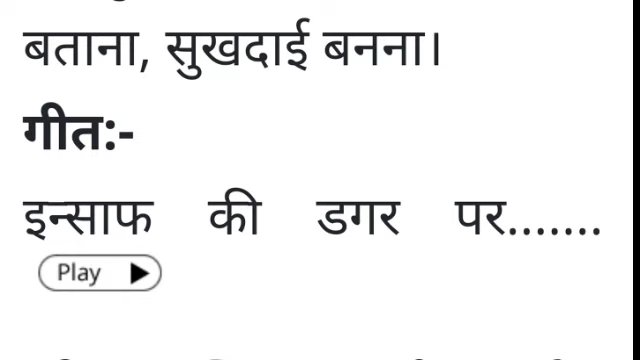 बताना, सुखदाई बनना।
गीत:-
इन्साफ की डगर पर.......
Play